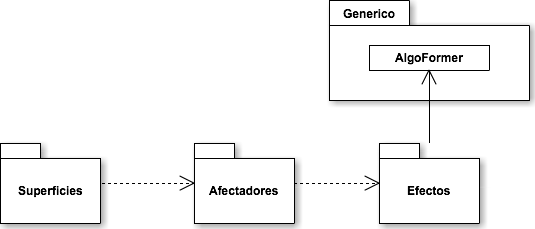 Generico
AlgoFormer
Superficies
Afectadores
Efectos